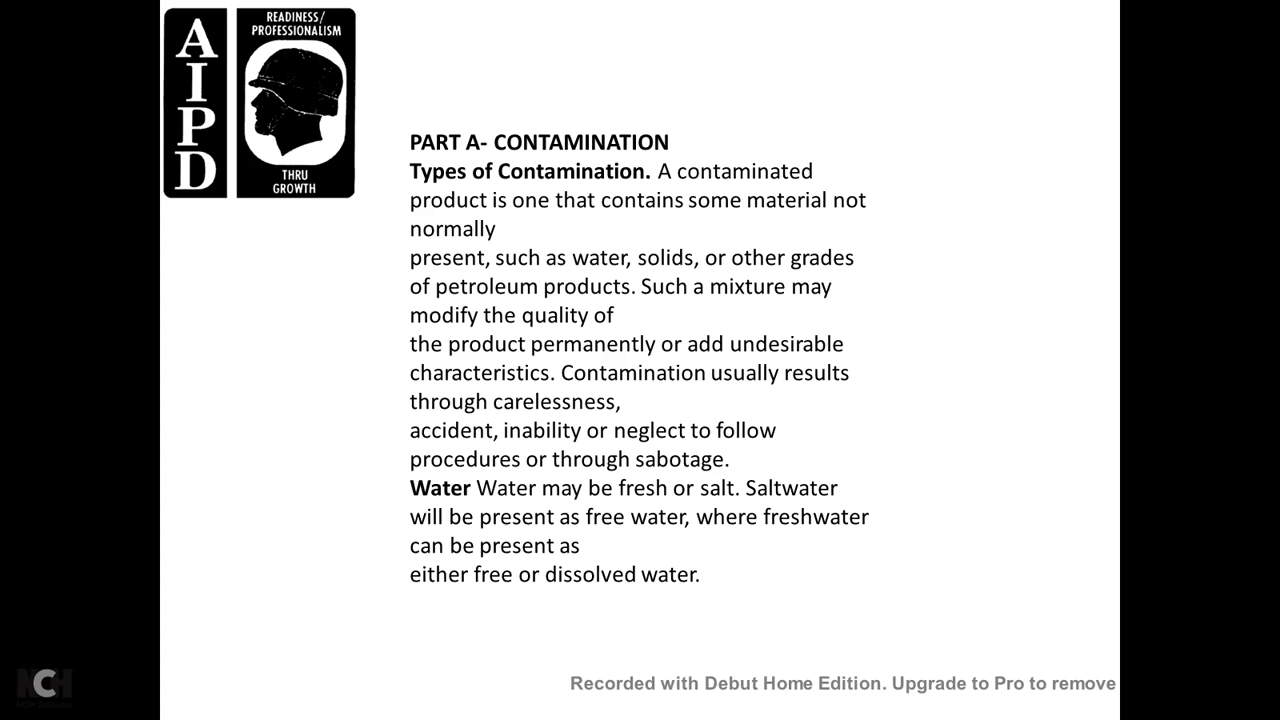 READINESS/
PROFESSIONALISM
A
I
P
D
THRU
GROWTH
PART A- CONTAMINATION
Types of Contamination. A contaminated
product is one that contains some material not
normally
present, such as water, solids, or other grades
of petroleum products. Such a mixture may
modify the quality of
the product permanently or add undesirable
characteristics. Contamination usually results
through carelessness,
accident, inability or neglect to follow
procedures or through sabotage.
Water Water may be fresh or salt. Saltwater
will be present as free water, where freshwater
can be present as
either free or dissolved water.
NCH
Recorded with Debut Home Edition. Upgrade to Pro to remove